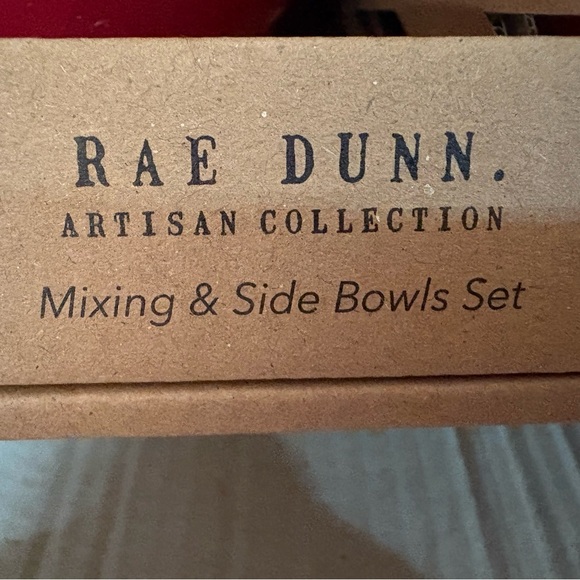 RAE DUNN.
ARTISAN COLLECTION
Mixing & Side Bowls Set